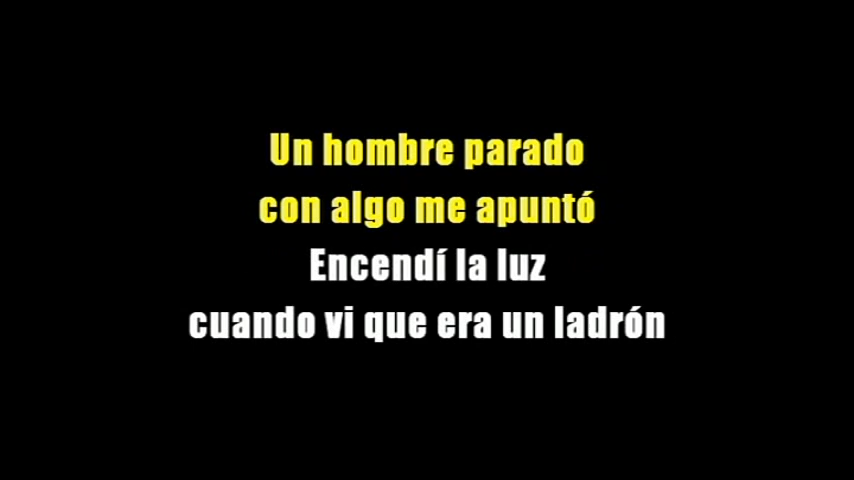 Un hombre parado
con algo me apuntó
Encendí la luz
cuando vi que era un ladrón